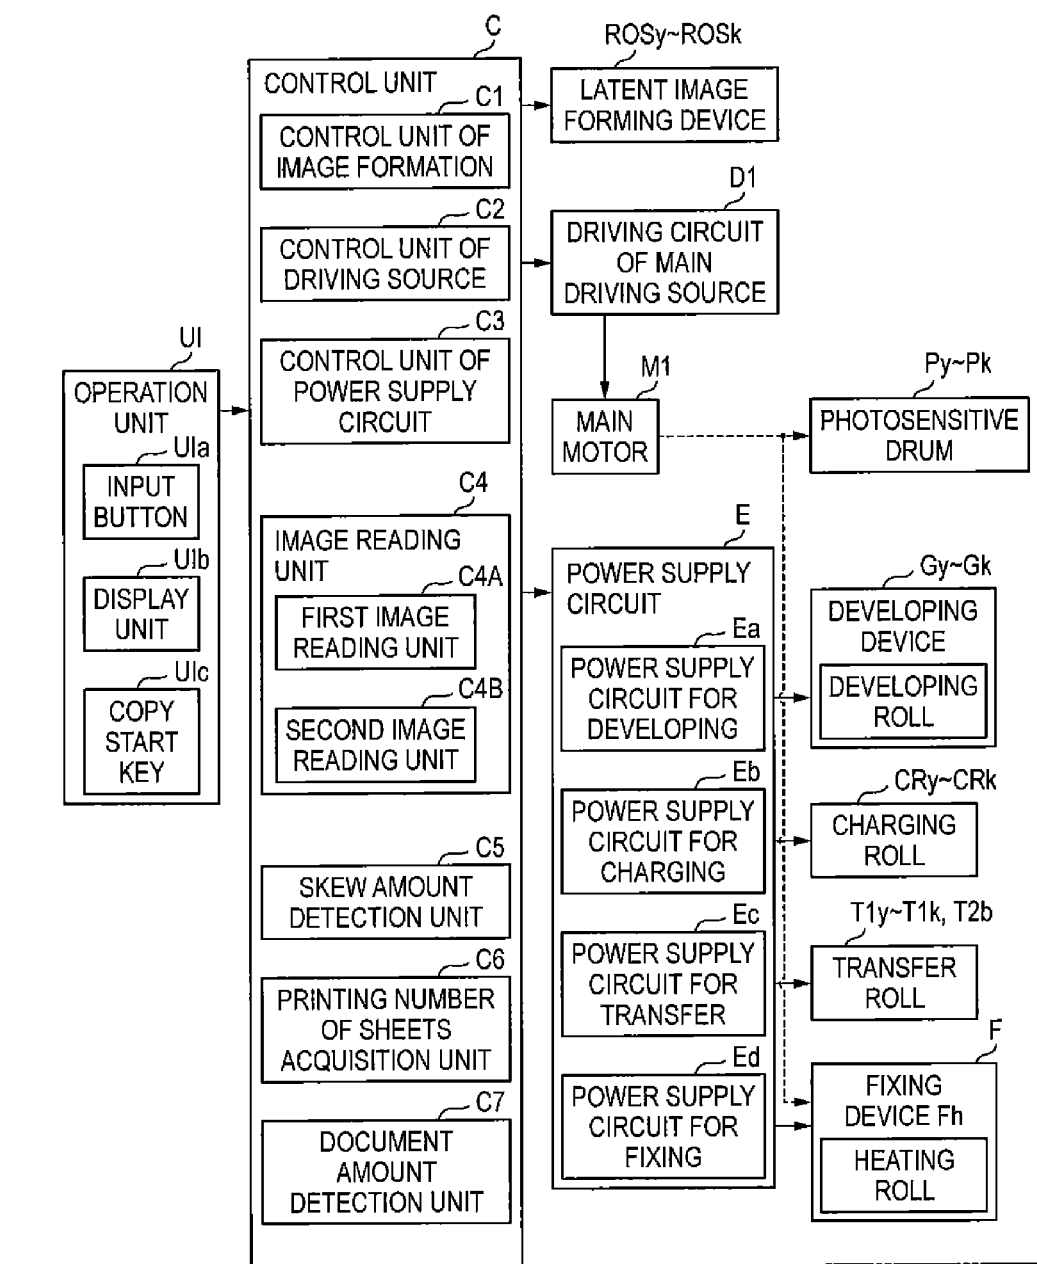 UI
OPERATION
UNIT
UIa
INPUT
BUTTON
UIb
DISPLAY
UNIT
UIc
COPY
START
KEY
C
CONTROL UNIT
C1
CONTROL UNIT OF
IMAGE FORMATION
C2
CONTROL UNIT OF
DRIVING SOURCE
C3
CONTROL UNIT OF
POWER SUPPLY
CIRCUIT
C4
IMAGE READING
UNIT
C4A
FIRST IMAGE
READING UNIT
C4B
SECOND IMAGE
READING UNIT
C5
SKEW AMOUNT
DETECTION UNIT
C6
PRINTING NUMBER
OF SHEETS
ACQUISITION UNIT
C7
DOCUMENT
AMOUNT
DETECTION UNIT
ROSy~ROSk
LATENT IMAGE
FORMING DEVICE
D1
DRIVING CIRCUIT
OF MAIN
DRIVING SOURCE
M1
MAIN
MOTOR
Py~Pk
PHOTOSENSITIVE
DRUM
E
POWER SUPPLY
CIRCUIT
Ea
POWER SUPPLY
CIRCUIT FOR
DEVELOPING
Eb
POWER SUPPLY
CIRCUIT FOR
CHARGING
Ec
POWER SUPPLY
CIRCUIT FOR
TRANSFER
Ed
POWER SUPPLY
CIRCUIT FOR
FIXING
Gy~Gk
DEVELOPING
DEVICE
DEVELOPING
ROLL
CRy~CRk
CHARGING
ROLL
T1y~T1k, T2b
TRANSFER
ROLL
F
FIXING
DEVICE Fh
HEATING
ROLL